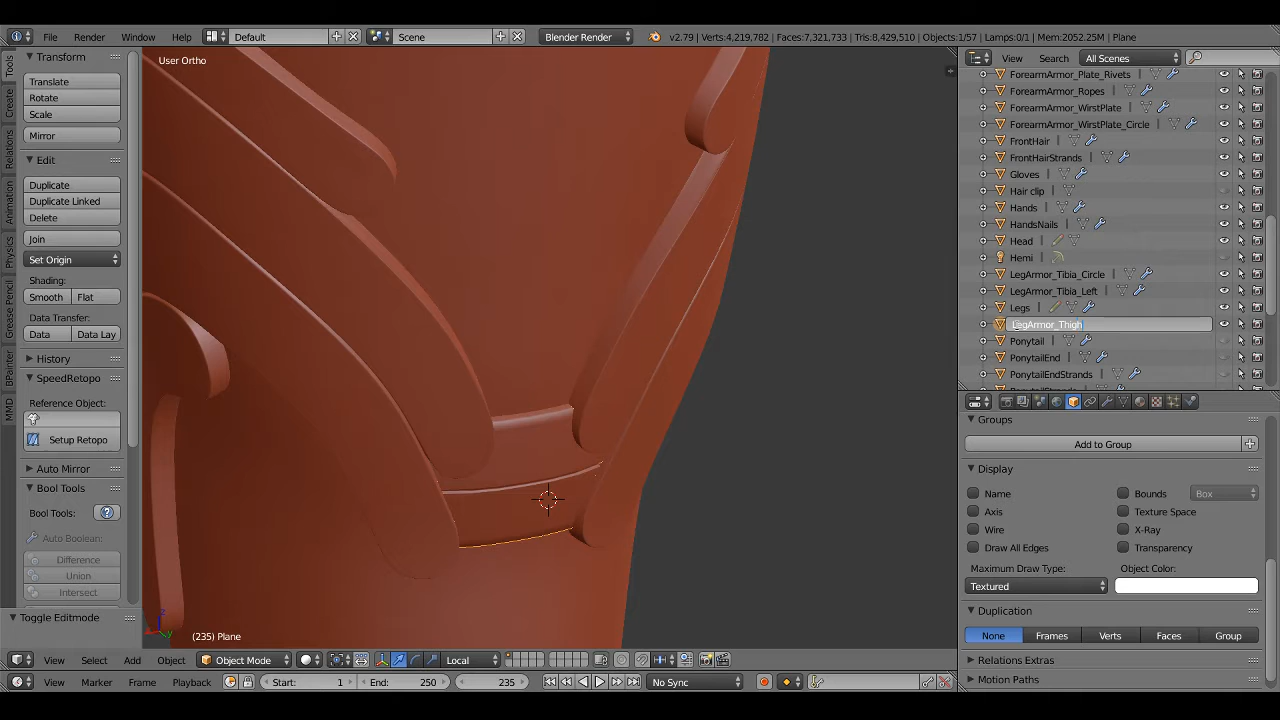 File Render Window Help Default Scene Blender Render v2.79 | Verts:4,219,782 | Faces:7,331,733 | Tris:8,429,510 | Objects:1/57 | Lamps:0/1 | Mem:2052.25M | Plane
Tools
Create
Relations
Animation
Physics
Grease Pencil
BPainter
MMD
Transform
Translate
Rotate
Scale
Mirror
Edit
Duplicate
Duplicate Linked
Delete
Join
Set Origin
Shading:
Smooth Flat
Data Transfer:
Data Data Lay
History
SpeedRetopo
Reference Object:
Setup Retopo
Auto Mirror
Bool Tools
Bool Tools:
Auto Boolean:
Difference
Union
Intersect
Toggle Editmode
User Ortho
(235) Plane
View Search All Scenes
ForearmArmor_Plate_Rivets
ForearmArmor_Ropes
ForearmArmor_WirstPlate
ForearmArmor_WirstPlate_Circle
FrontHair
FrontHairStrands
Gloves
Hair clip
Hands
HandsNails
Head
Hemi
LegArmor_Tibia_Circle
LegArmor_Tibia_Left
Legs
LegArmor_Thigh
Ponytail
PonytailEnd
PonytailEndStrands
Groups
Add to Group
Display
Name Bounds Box
Axis Texture Space
Wire X-Ray
Draw All Edges Transparency
Maximum Draw Type: Object Color:
Textured
Duplication
None Frames Verts Faces Group
Relations Extras
Motion Paths
View Select Add Object Object Mode Local
View Marker Frame Playback Start: 1 End: 250 235 No Sync